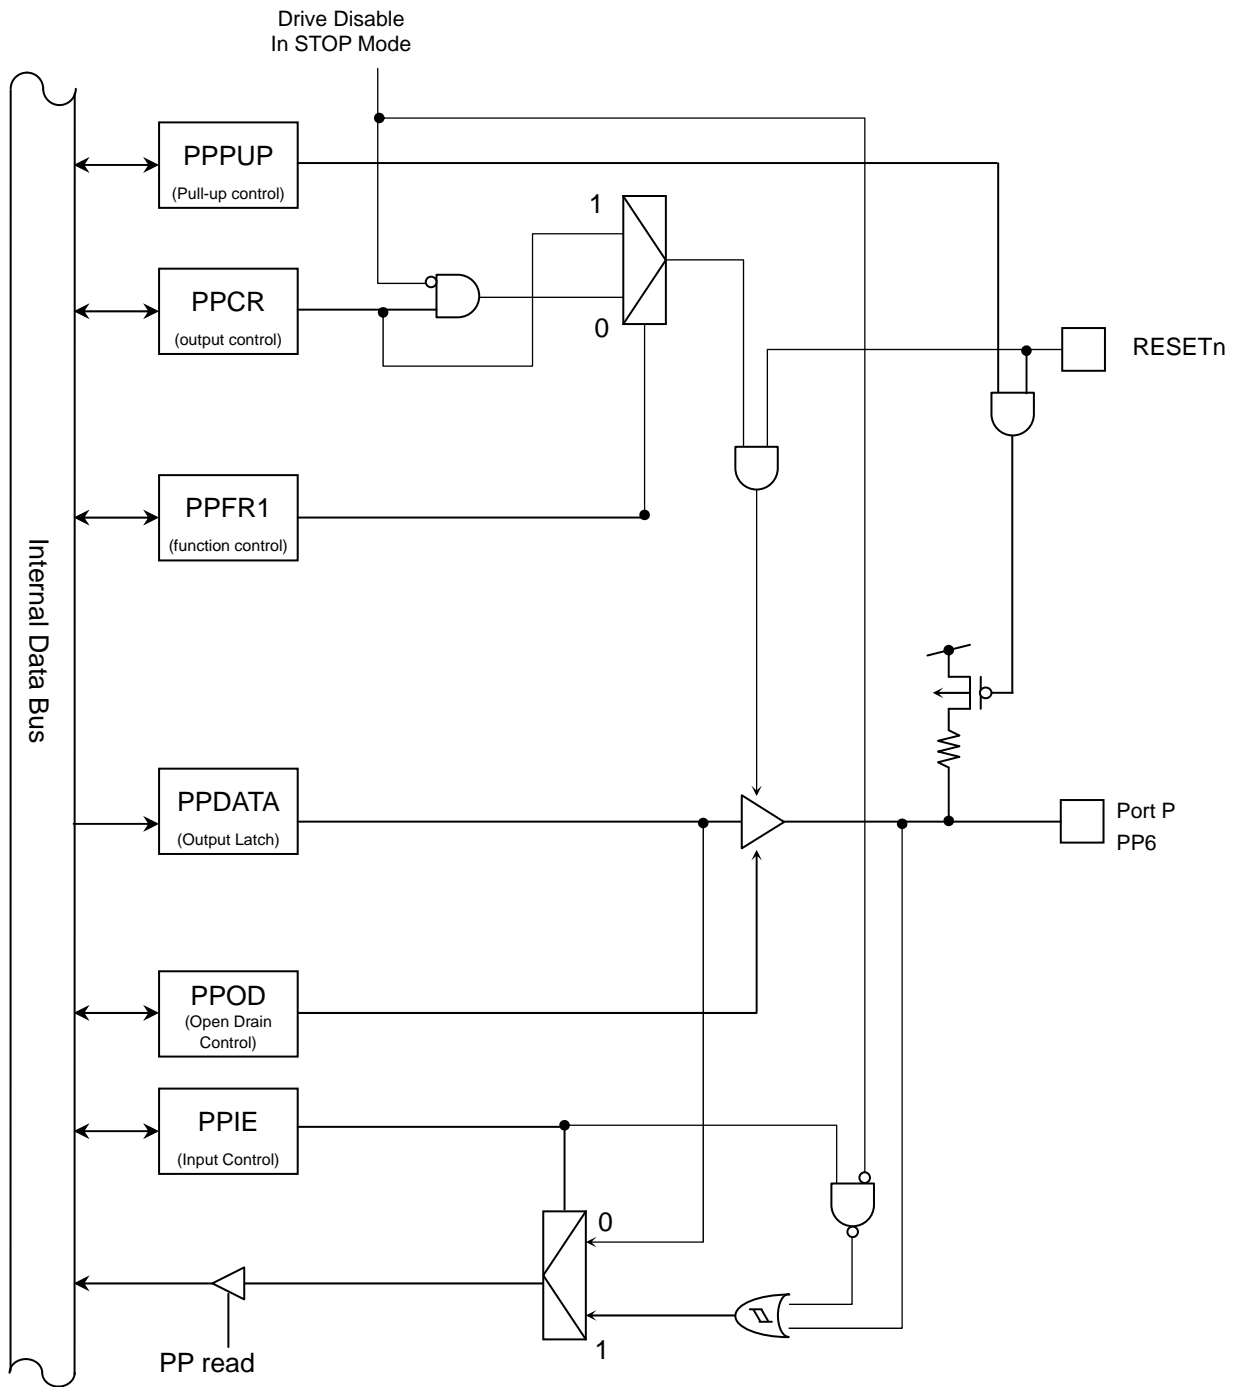 Drive Disable
In STOP Mode
PPPUP
(Pull-up control)
1
PPCR
(output control)
0
RESETn
PPFR1
(function control)
Internal Data Bus
PPDATA
(Output Latch)
Port P
PP6
PPOD
(Open Drain
Control)
PPIE
(Input Control)
0
1
PP read